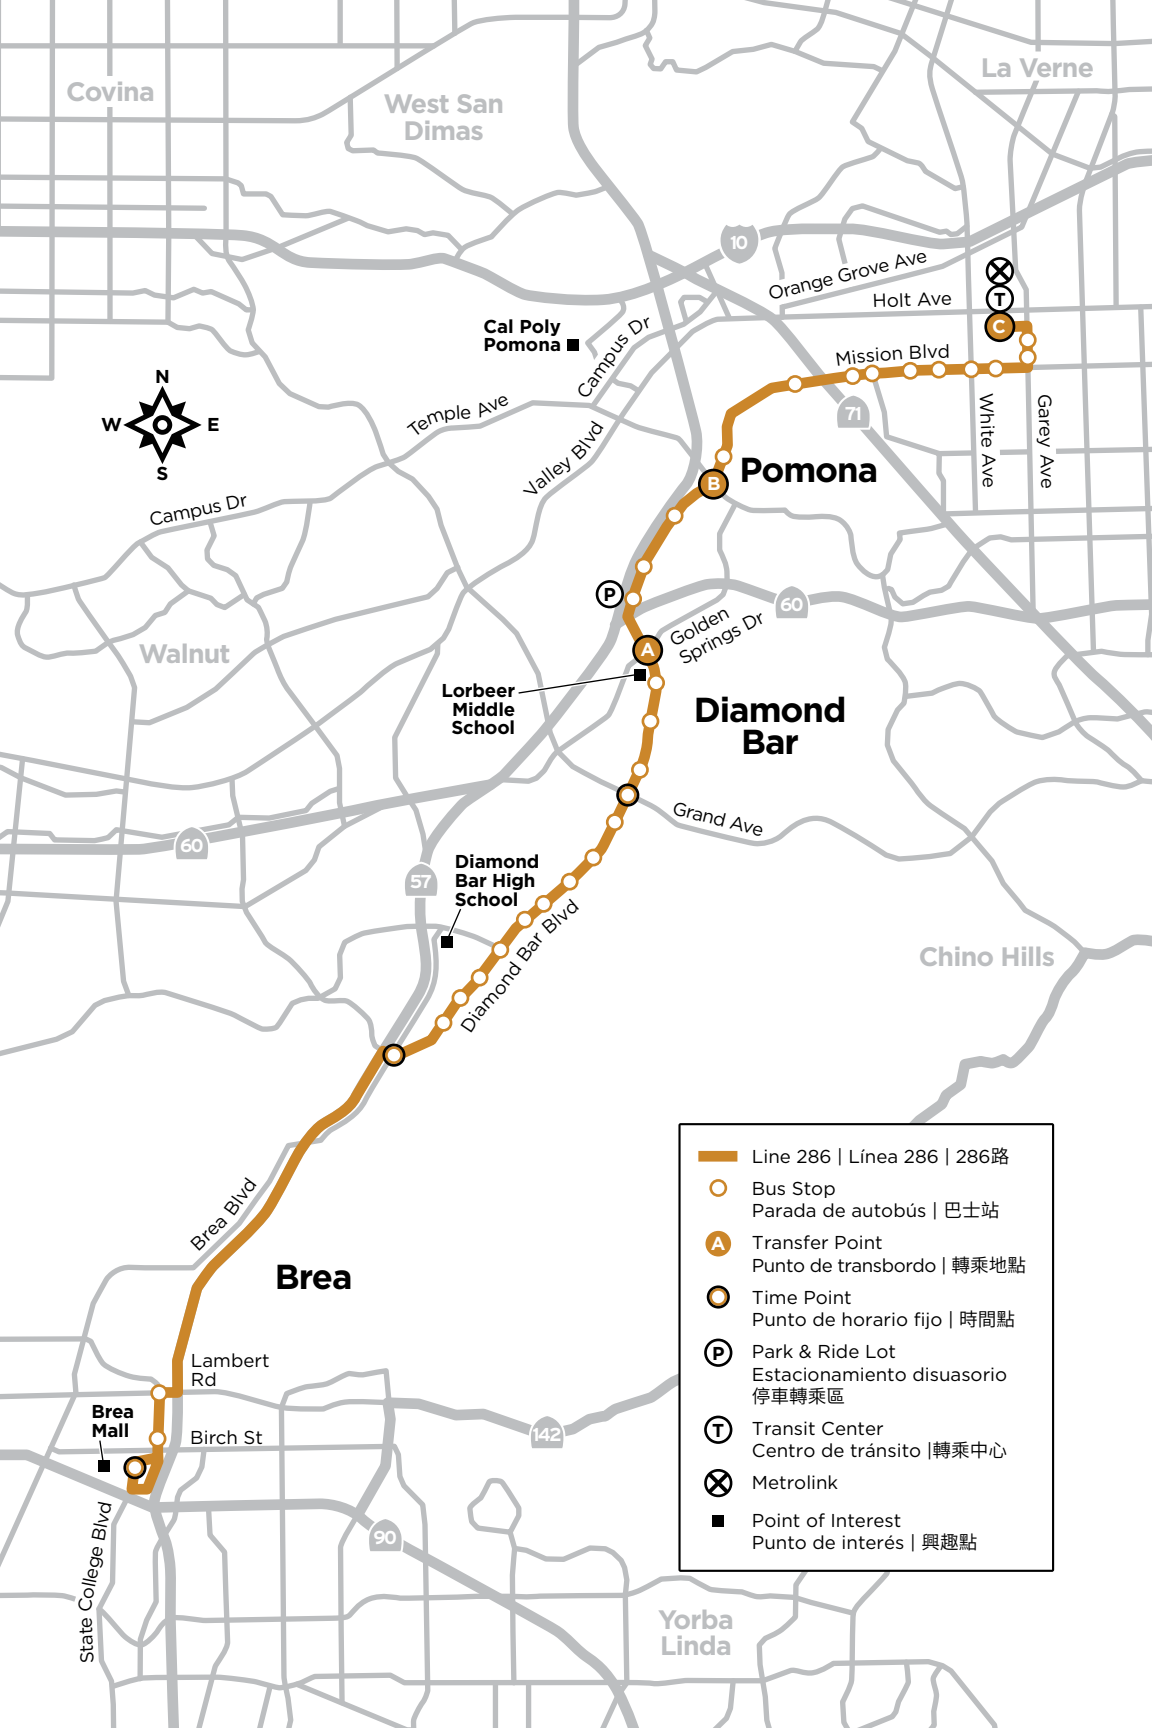 Covina
West San
Dimas
La Verne
10
Orange Grove Ave
Holt Ave
T
C
Cal Poly
Pomona
Campus Dr
Mission Blvd
N
W
E
S
Temple Ave
71
White Ave
Garey Ave
Valley Blvd
B
Pomona
Campus Dr
P
60
Golden
Springs Dr
A
Walnut
Lorbeer
Middle
School
Diamond
Bar
Grand Ave
60
57
Diamond
Bar High
School
Diamond Bar Blvd
Chino Hills
Brea Blvd
Brea
Lambert
Rd
Brea
Mall
Birch St
142
State College Blvd
90
Yorba
Linda
Line 286 | Línea 286 | 286路
Bus Stop
Parada de autobús | 巴士站
A
Transfer Point
Punto de transbordo | 轉乘地點
Time Point
Punto de horario fijo | 時間點
P
Park & Ride Lot
Estacionamiento disuasorio
停車轉乘區
T
Transit Center
Centro de tránsito |轉乘中心
Metrolink
Point of Interest
Punto de interés | 興趣點